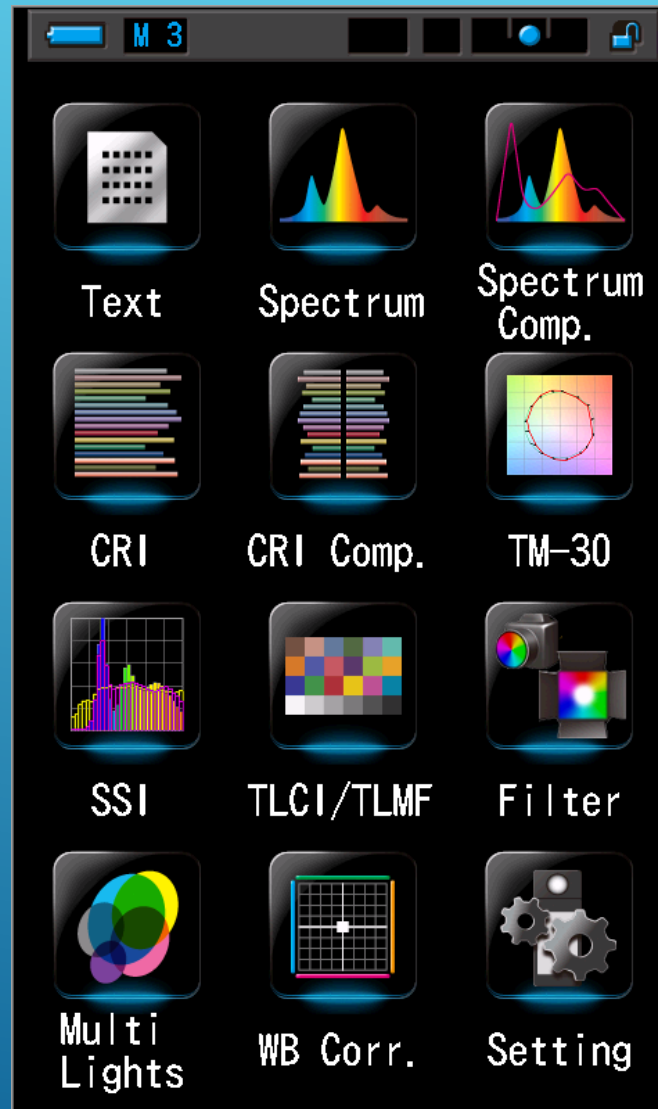 M 3
Text
Spectrum
Spectrum
Comp.
CRI
CRI Comp.
TM-30
SSI
TLCI/TLMF
Filter
Multi
Lights
WB Corr.
Setting